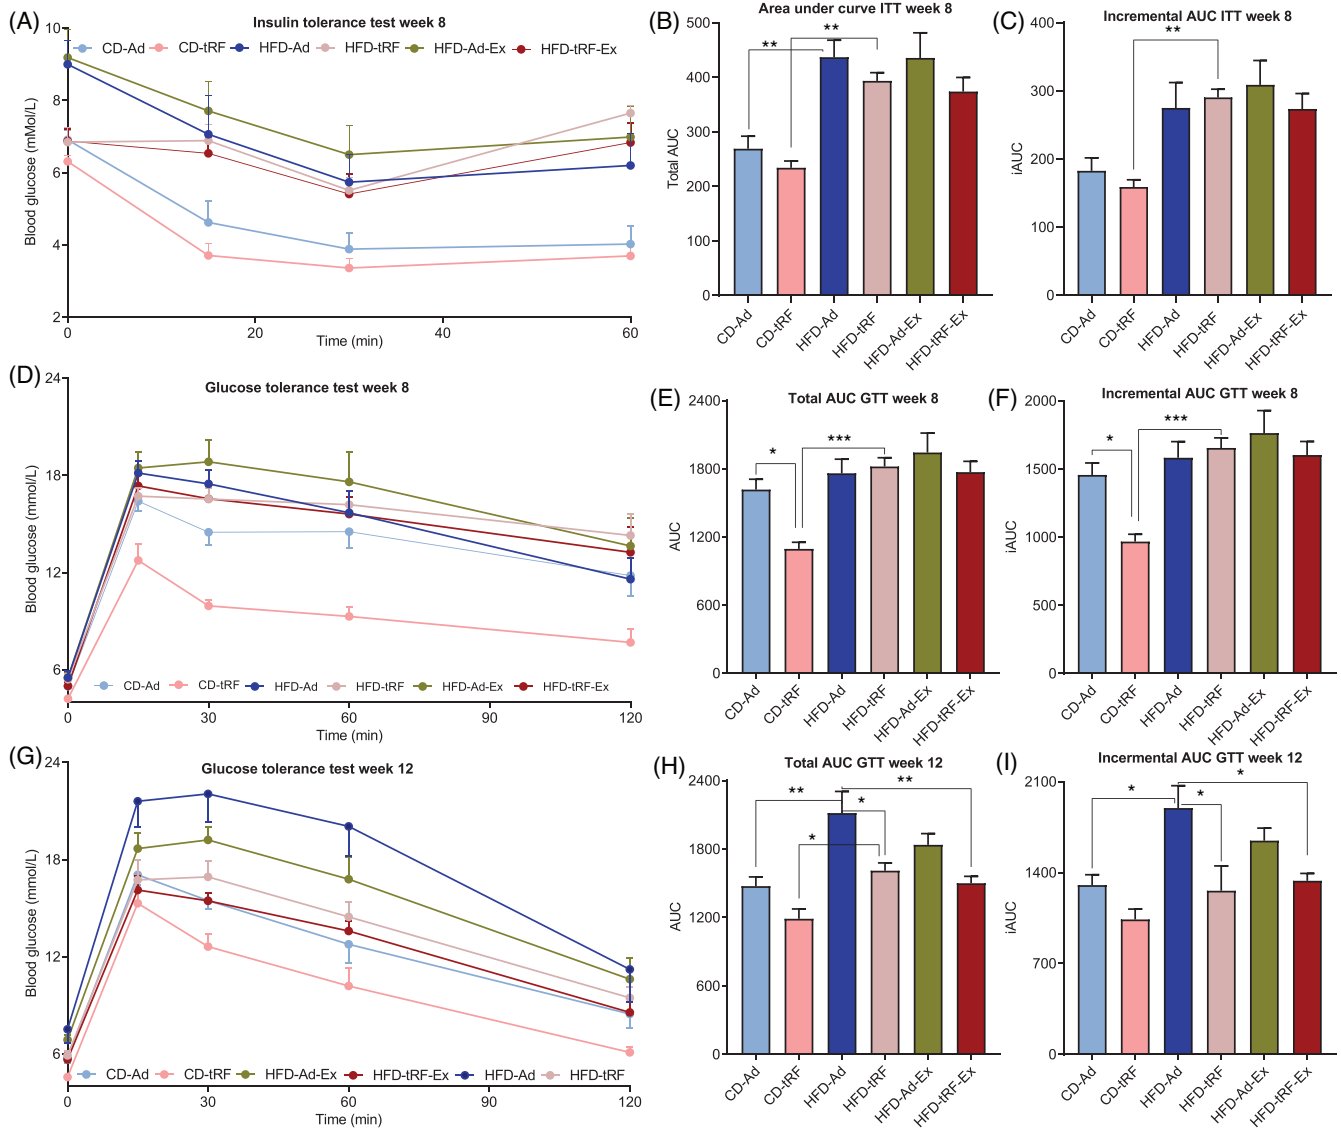 (A)
Insulin tolerance test week 8
CD-Ad CD-tRF HFD-Ad HFD-tRF HFD-Ad-Ex HFD-tRF-Ex
Blood glucose (mMol/L)
10
8
6
4
2
0 20 40 60
Time (min)
(B)
Area under curve ITT week 8
** **
Total AUC
500
400
300
200
100
0
CD-Ad CD-tRF HFD-Ad HFD-tRF HFD-Ad-Ex HFD-tRF-Ex
(C)
Incremental AUC ITT week 8
**
iAUC
400
300
200
100
0
CD-Ad CD-tRF HFD-Ad HFD-tRF HFD-Ad-Ex HFD-tRF-Ex
(D)
Glucose tolerance test week 8
Blood glucose (mmol/L)
24
18
12
6
CD-Ad CD-tRF HFD-Ad HFD-tRF HFD-Ad-Ex HFD-tRF-Ex
0 30 60 90 120
Time (min)
(E)
Total AUC GTT week 8
* ***
AUC
2400
1800
1200
600
0
CD-Ad CD-tRF HFD-Ad HFD-tRF HFD-Ad-Ex HFD-tRF-Ex
(F)
Incremental AUC GTT week 8
* ***
iAUC
2000
1500
1000
500
0
CD-Ad CD-tRF HFD-Ad HFD-tRF HFD-Ad-Ex HFD-tRF-Ex
(G)
Glucose tolerance test week 12
Blood glucose (mmol/L)
24
18
12
6
CD-Ad CD-tRF HFD-Ad-Ex HFD-tRF-Ex HFD-Ad HFD-tRF
0 30 60 90 120
Time (min)
(H)
Total AUC GTT week 12
** **
*
*
AUC
2400
1800
1200
600
0
CD-Ad CD-tRF HFD-Ad HFD-tRF HFD-Ad-Ex HFD-tRF-Ex
(I)
Incermental AUC GTT week 12
*
* *
iAUC
2100
1400
700
0
CD-Ad CD-tRF HFD-Ad HFD-tRF HFD-Ad-Ex HFD-tRF-Ex